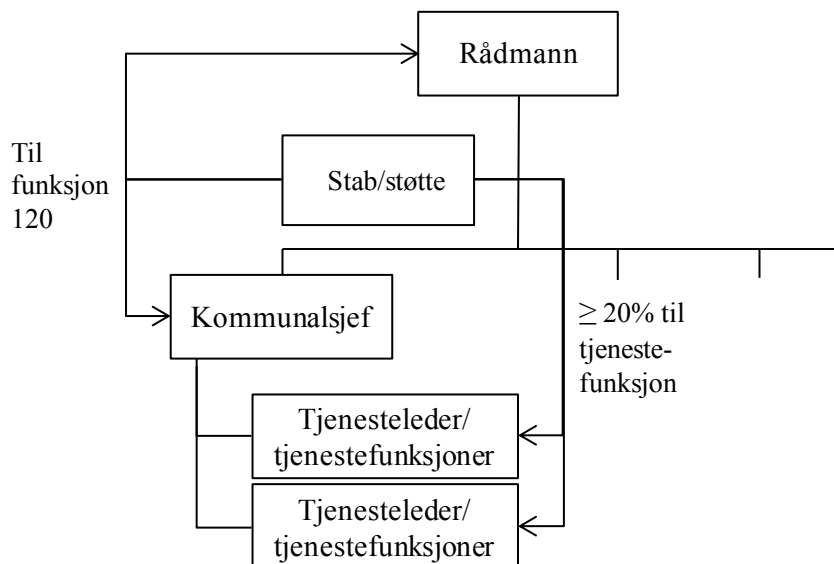 Rådmann
Til
funksjon
120
Stab/støtte
Kommunalsjef
≥ 20% til
tjeneste-
funksjon
Tjenesteleder/
tjenestefunksjoner
Tjenesteleder/
tjenestefunksjoner